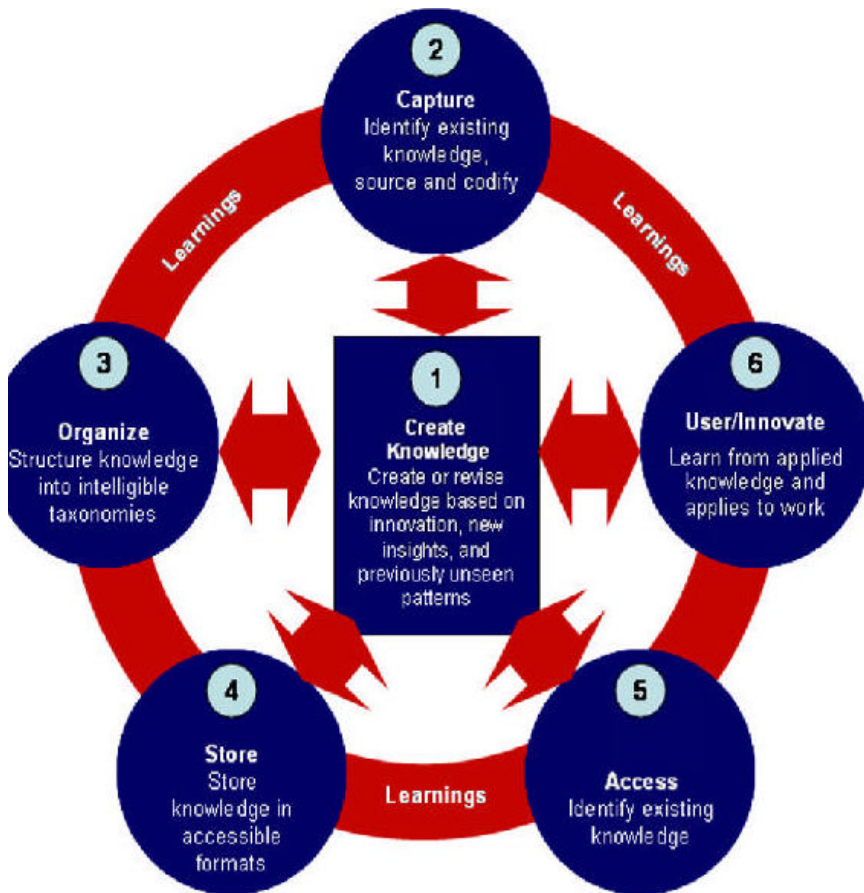 2
Capture
Identify existing
knowledge,
source and codify
Learnings
Learnings
3
Organize
Structure knowledge
into intelligible
taxonomies
1
Create
Knowledge
Create or revise
knowledge based on
innovation, new
insights, and
previously unseen
patterns
6
User/Innovate
Learn from applied
knowledge and
applies to work
4
Store
Store
knowledge in
accessible
formats
Learnings
5
Access
Identify existing
knowledge